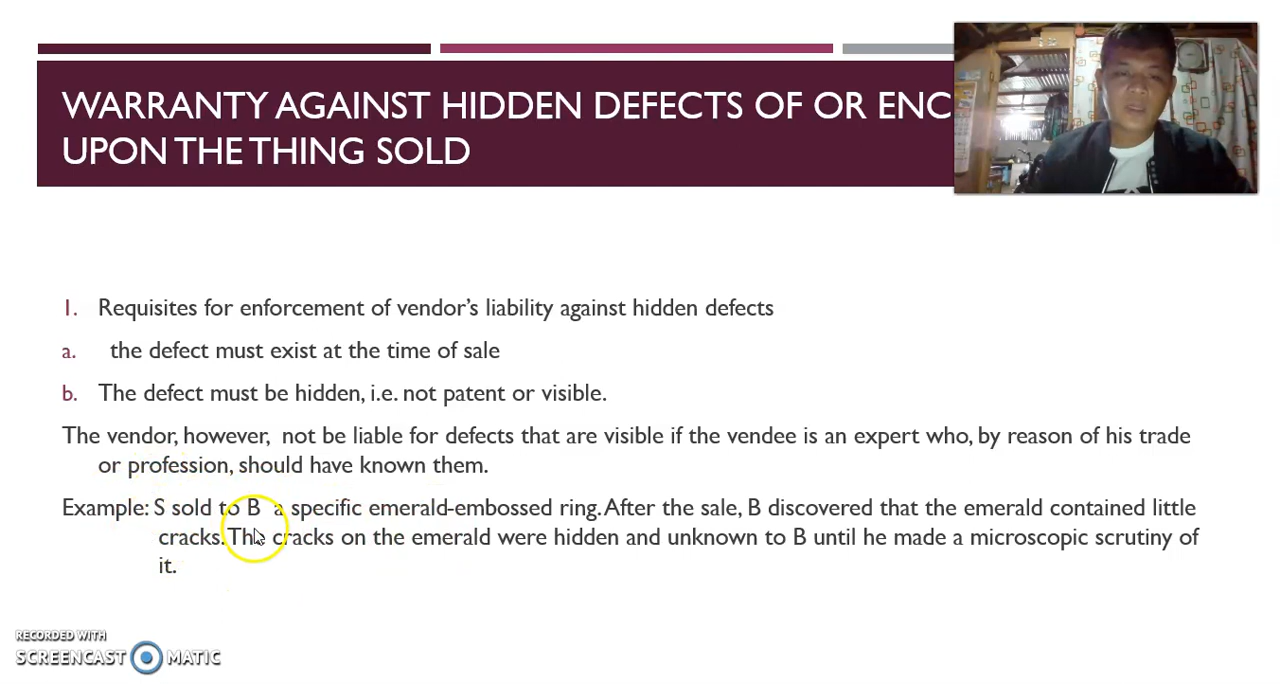 WARRANTY AGAINST HIDDEN DEFECTS OF OR ENC
UPON THE THING SOLD
1. Requisites for enforcement of vendor's liability against hidden defects
a. the defect must exist at the time of sale
b. The defect must be hidden, i.e. not patent or visible.
The vendor, however, not be liable for defects that are visible if the vendee is an expert who, by reason of his trade
or profession, should have known them.
Example: S sold to B a specific emerald-embossed ring. After the sale, B discovered that the emerald contained little
cracks. The cracks on the emerald were hidden and unknown to B until he made a microscopic scrutiny of
it.
RECORDED WITH
SCREENCAST MATIC